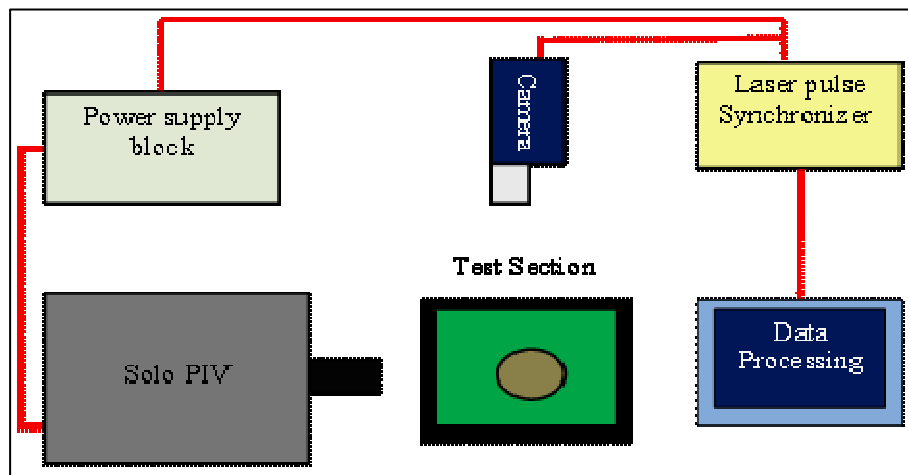 Power supply
block
Camera
Laser pulse
Synchronizer
Test Section
Solo PIV
Data
Processing